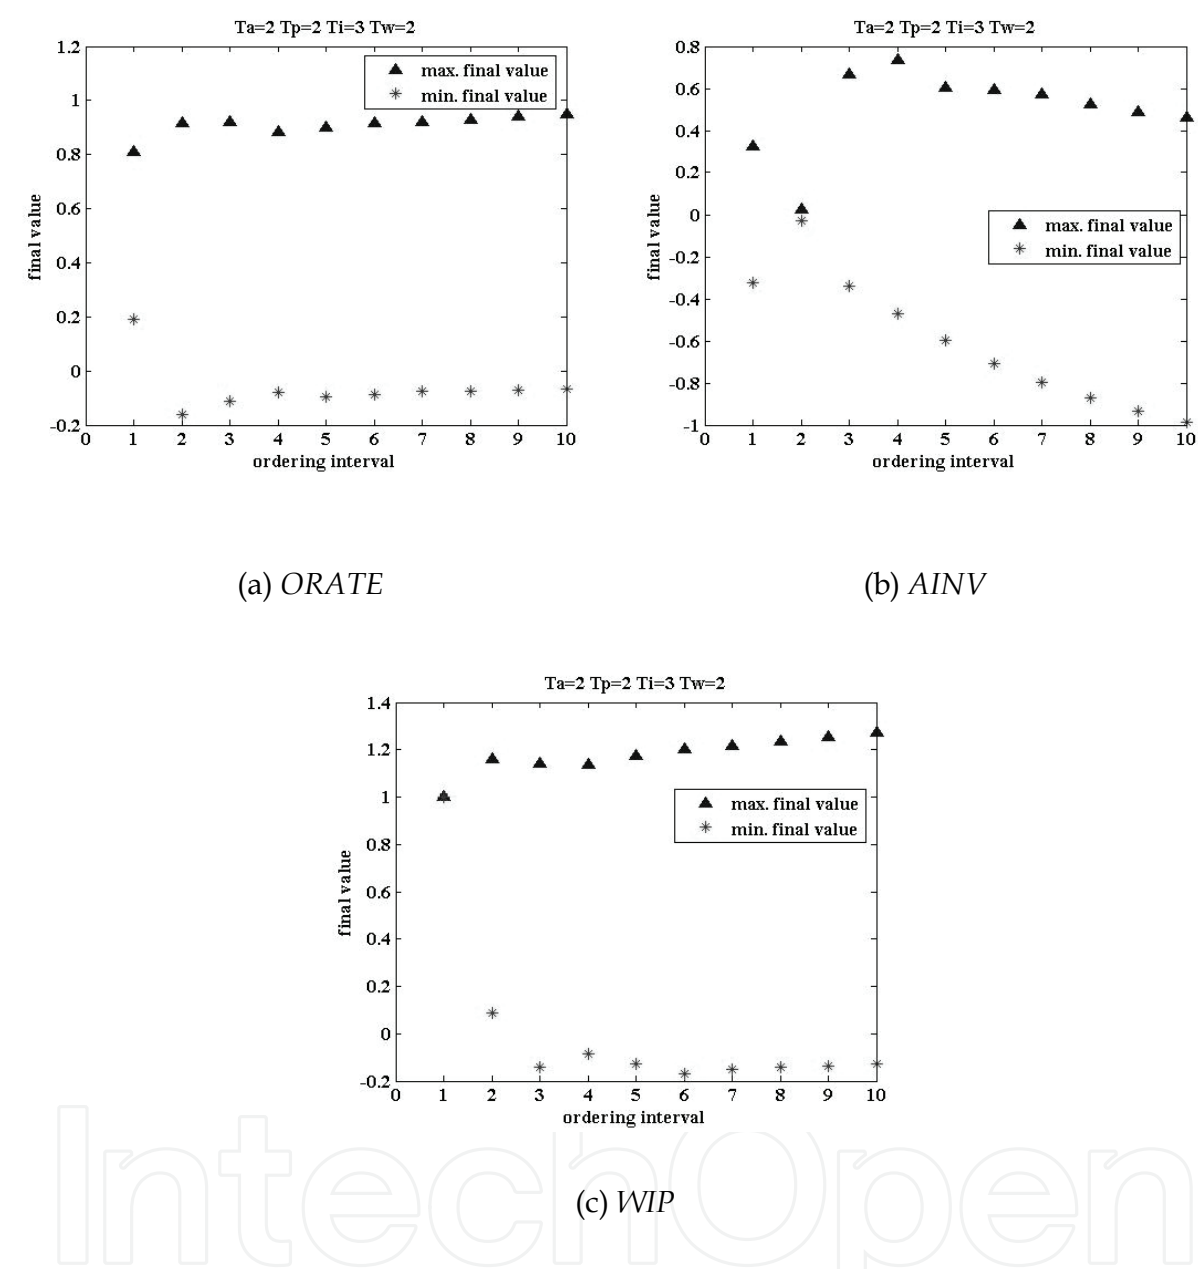 Ta=2 Tp=2 Ti=3 Tw=2
1.2
1
0.8
0.6
0.4
0.2
0
-0.2
final value
max. final value
min. final value
0 1 2 3 4 5 6 7 8 9 10
ordering interval
(a) ORATE
Ta=2 Tp=2 Ti=3 Tw=2
0.8
0.6
0.4
0.2
0
-0.2
-0.4
-0.6
-0.8
-1
final value
max. final value
min. final value
0 1 2 3 4 5 6 7 8 9 10
ordering interval
(b) AINV
Ta=2 Tp=2 Ti=3 Tw=2
1.4
1.2
1
0.8
0.6
0.4
0.2
0
-0.2
final value
max. final value
min. final value
0 1 2 3 4 5 6 7 8 9 10
ordering interval
(c) WIP
IntechOpen